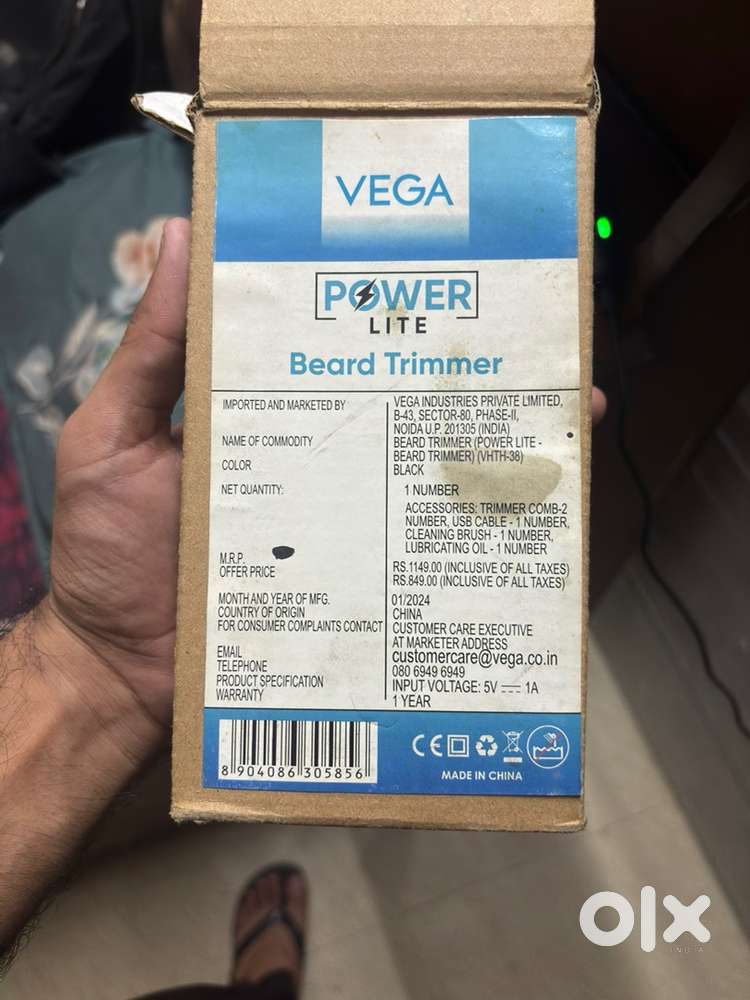 VEGA
POWER
LITE
Beard Trimmer
IMPORTED AND MARKETED BY
VEGA INDUSTRIES PRIVATE LIMITED,
B-43, SECTOR-80, PHASE-II,
NOIDA U.P. 201305 (INDIA)
NAME OF COMMODITY
BEARD TRIMMER (POWER LITE -
BEARD TRIMMER) (VHTH-38)
COLOR
BLACK
NET QUANTITY:
1 NUMBER
ACCESSORIES: TRIMMER COMB-2
NUMBER, USB CABLE - 1 NUMBER,
CLEANING BRUSH - 1 NUMBER,
LUBRICATING OIL - 1 NUMBER
M.R.P.
RS.1149.00 (INCLUSIVE OF ALL TAXES)
OFFER PRICE
RS.849.00 (INCLUSIVE OF ALL TAXES)
MONTH AND YEAR OF MFG.
01/2024
COUNTRY OF ORIGIN
CHINA
FOR CONSUMER COMPLAINTS CONTACT
CUSTOMER CARE EXECUTIVE
AT MARKETER ADDRESS
EMAIL
customercare@vega.co.in
TELEPHONE
080 6949 6949
PRODUCT SPECIFICATION
INPUT VOLTAGE: 5V ⎓ 1A
WARRANTY
1 YEAR
8 904086 305856
CE
MADE IN CHINA
olx
INDIA